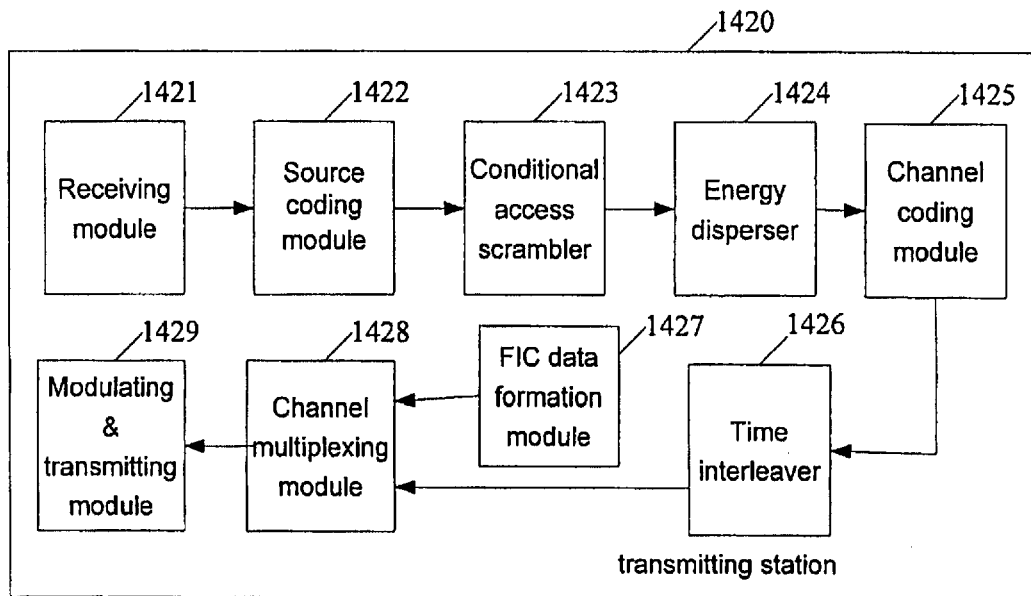 1420
1421
1422
1423
1424
1425
Receiving
module
Source
coding
module
Conditional
access
scrambler
Energy
disperser
Channel
coding
module
1429
1428
1427
1426
Modulating
&
transmitting
module
Channel
multiplexing
module
FIC data
formation
module
Time
interleaver
transmitting station